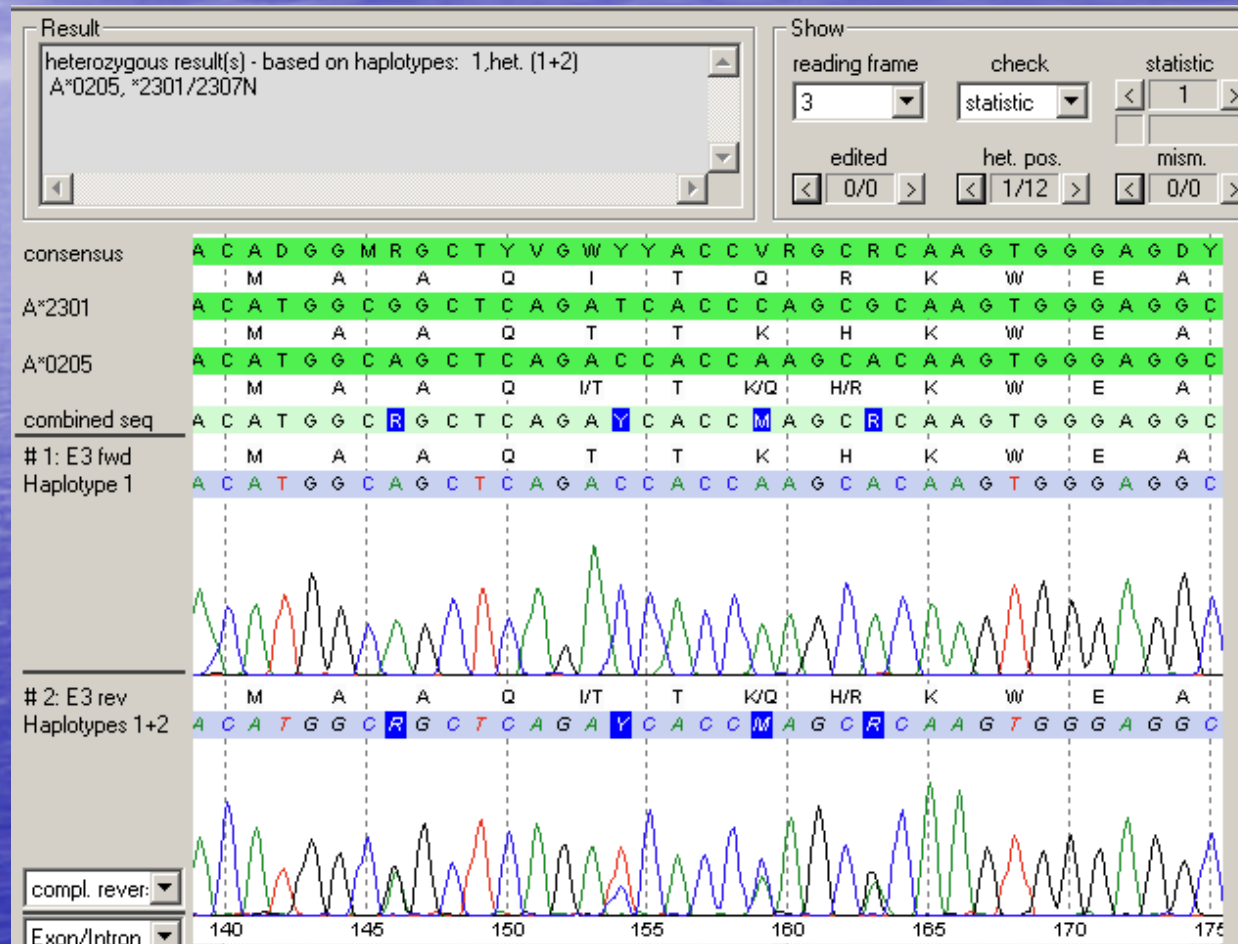 Result
Show
heterozygous result(s) - based on haplotypes: 1,het. (1+2)
A*0205, *2301/2307N
reading frame check statistic
3 statistic < 1 >
edited het. pos. mism.
< 0/0 > < 1/12 > < 0/0 >
consensus A C A D G G M R G C T Y V G W Y Y A C C V R G C R C A A G T G G G A G D Y
M A A Q I T Q R K W E A
A*2301 A C A T G G C G G C T C A G A T C A C C C A G C G C A A G T G G G A G G C
M A A Q T T K H K W E A
A*0205 A C A T G G C A G C T C A G A C C A C C A A G C A C A A G T G G G A G G C
M A A Q I/T T K/Q H/R K W E A
combined seq A C A T G G C R G C T C A G A Y C A C C M A G C R C A A G T G G G A G G C
# 1: E3 fwd M A A Q T T K H K W E A
Haplotype 1 A C A T G G C A G C T C A G A C C A C C A A G C A C A A G T G G G A G G C
# 2: E3 rev M A A Q I/T T K/Q H/R K W E A
Haplotypes 1+2 A C A T G G C R G C T C A G A Y C A C C M A G C R C A A G T G G G A G G C
compl. rever:
140 145 150 155 160 165 170 175
Exon/Intron